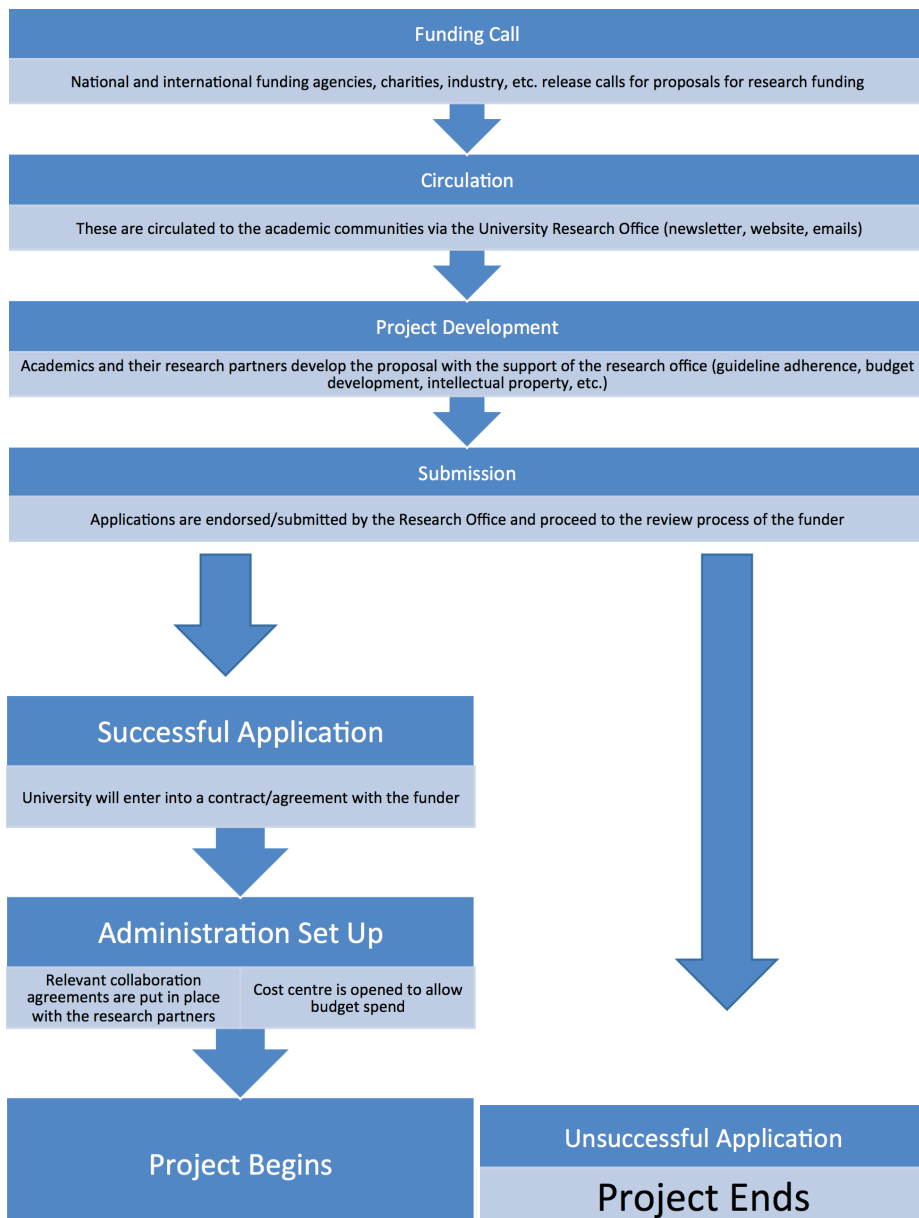 Funding Call
National and international funding agencies, charities, industry, etc. release calls for proposals for research funding
Circulation
These are circulated to the academic communities via the University Research Office (newsletter, website, emails)
Project Development
Academics and their research partners develop the proposal with the support of the research office (guideline adherence, budget
development, intellectual property, etc.)
Submission
Applications are endorsed/submitted by the Research Office and proceed to the review process of the funder
Successful Application
University will enter into a contract/agreement with the funder
Administration Set Up
Relevant collaboration
agreements are put in place
with the research partners
Cost centre is opened to allow
budget spend
Project Begins
Unsuccessful Application
Project Ends